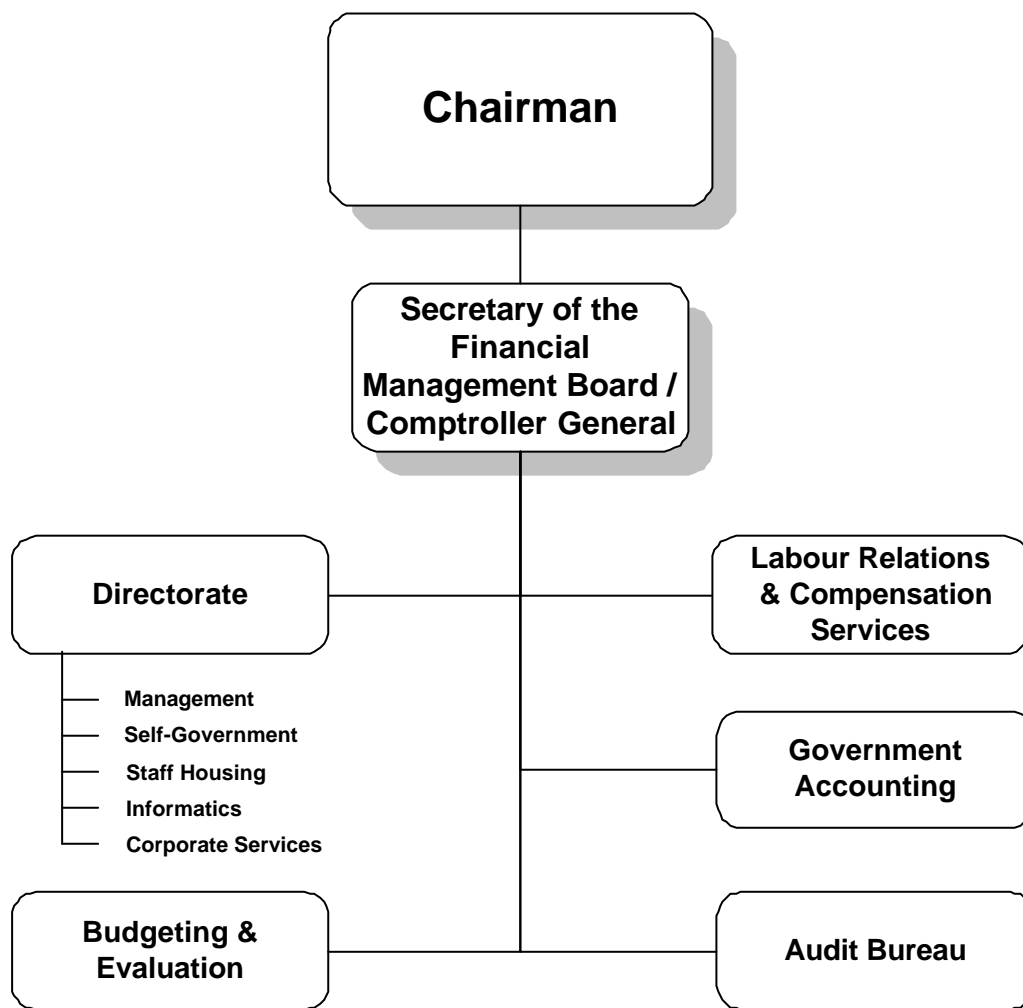 Chairman
Secretary of the
Financial
Management Board /
Comptroller General
Directorate
Management
Self-Government
Staff Housing
Informatics
Corporate Services
Labour Relations
& Compensation
Services
Government
Accounting
Budgeting &
Evaluation
Audit Bureau